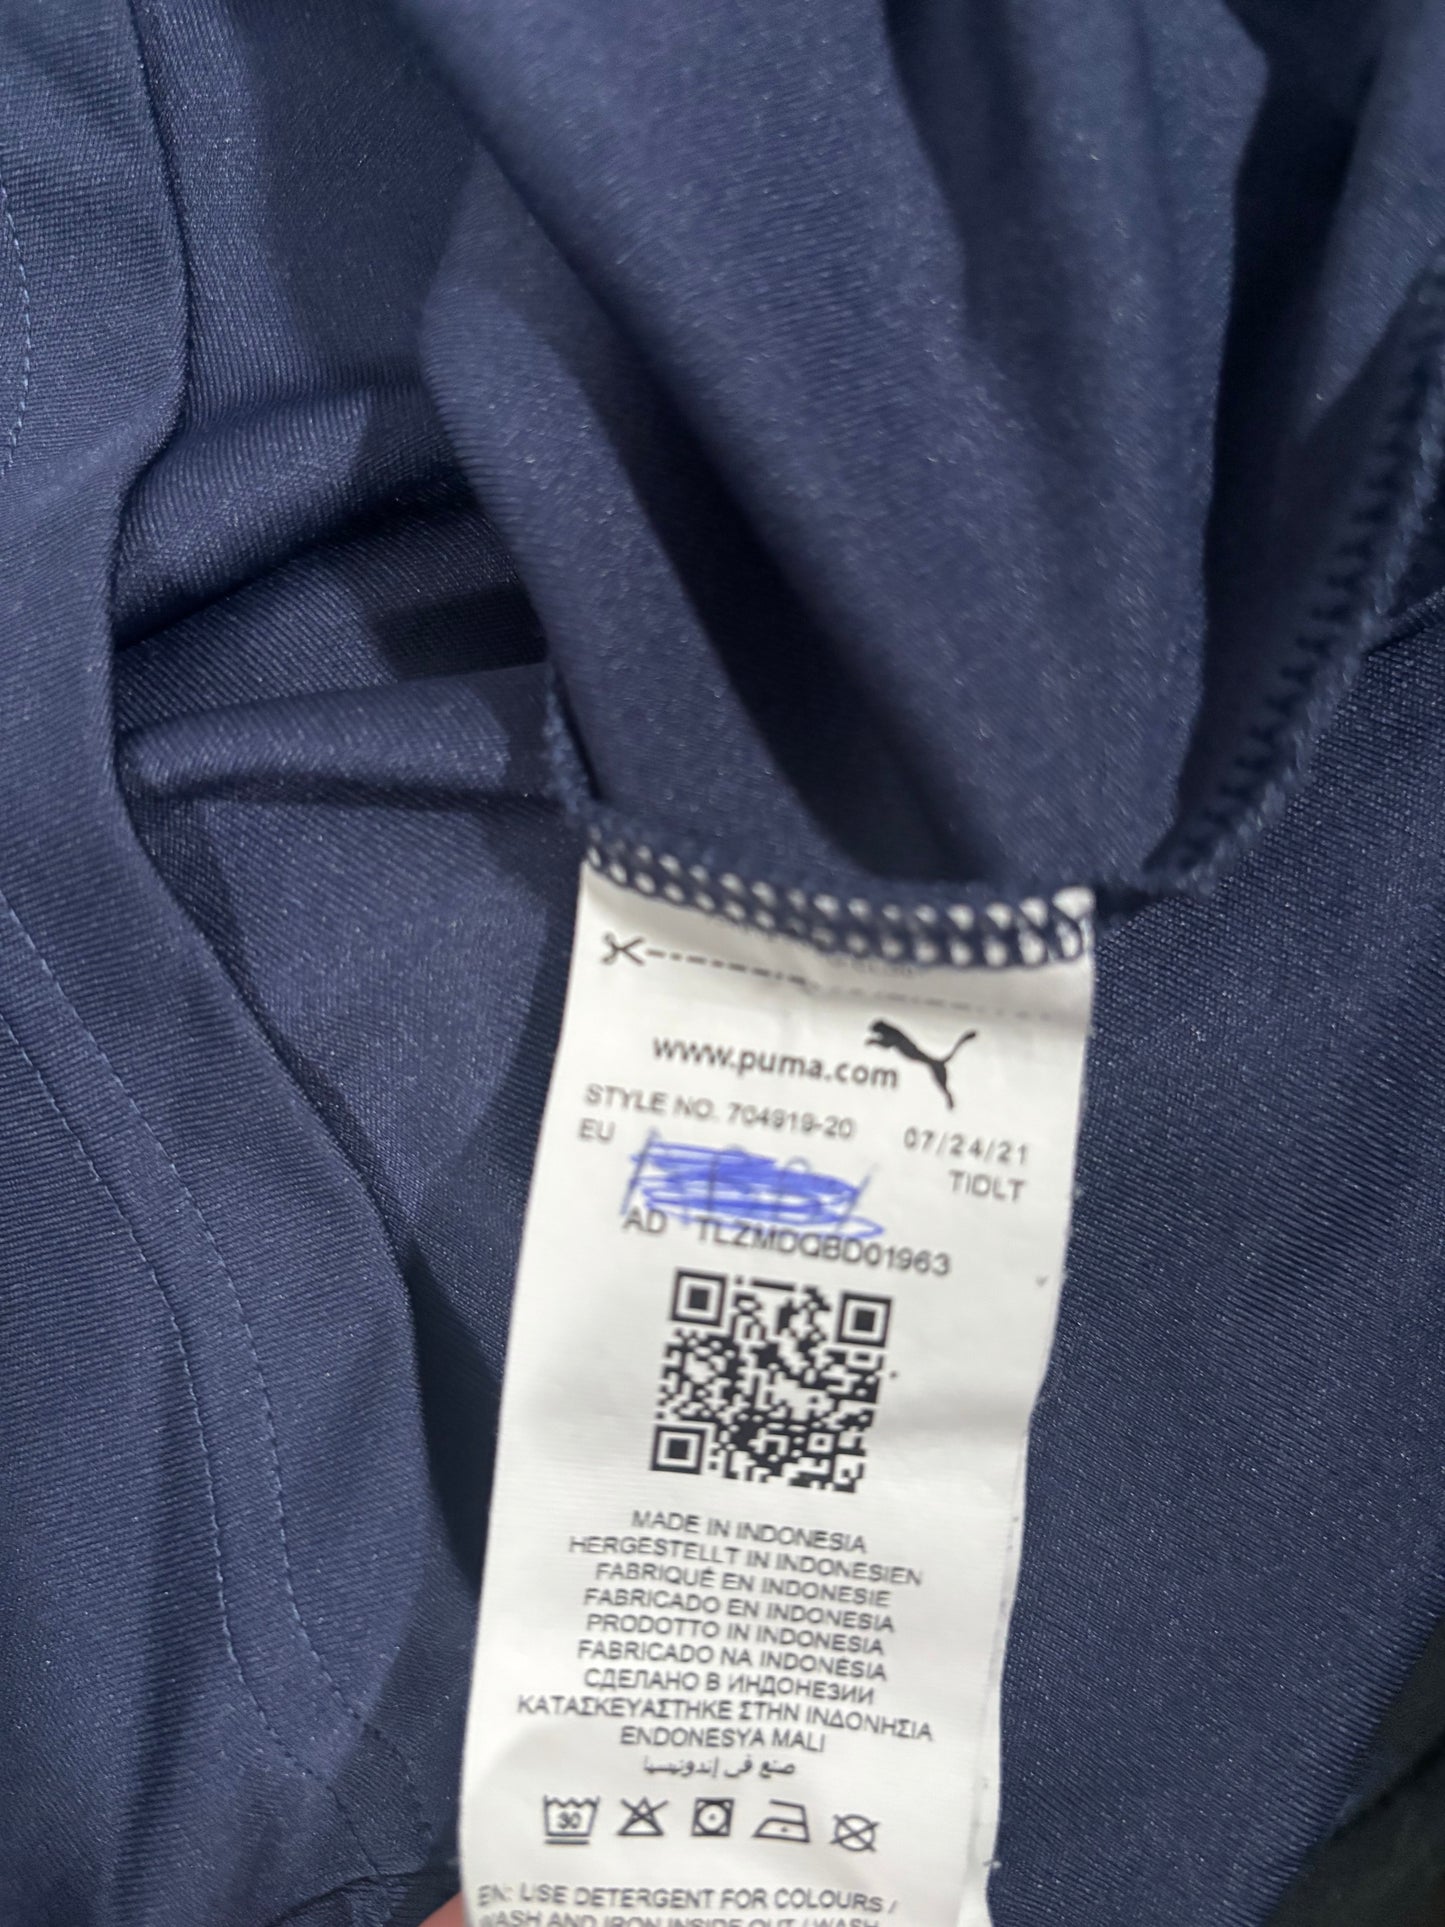 www.puma.com
STYLE NO. 704919-20 07/24/21
EU TIDLT
AD TLZMDQBD01963
MADE IN INDONESIA
HERGESTELLT IN INDONESIEN
FABRIQUÉ EN INDONESIE
FABRICADO EN INDONESIA
PRODOTTO IN INDONESIA
FABRICADO NA INDONÉSIA
СДЕЛАНО В ИНДОНЕЗИИ
ΚΑΤΑΣΚΕΥΑΣΤΗΚΕ ΣΤΗΝ ΙΝΔΟΝΗΣΙΑ
ENDONESYA MALI
صنع في إندونيسيا
30
EN: USE DETERGENT FOR COLOURS /
WASH AND IRON INSIDE OUT / WASH